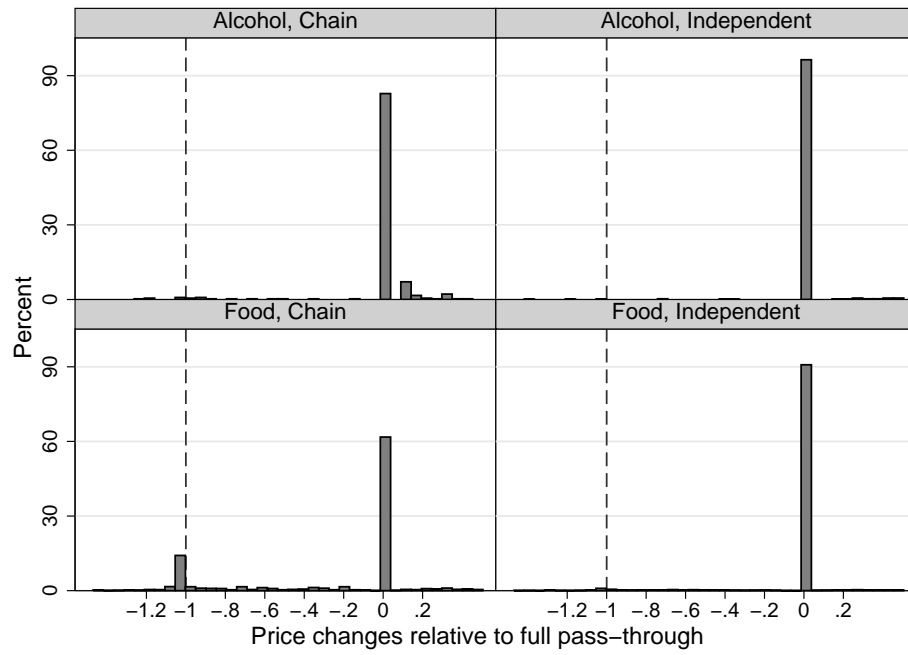 Alcohol, Chain
Alcohol, Independent
90
60
30
0
Food, Chain
Food, Independent
90
60
30
0
Percent
−1.2 −1 −.8 −.6 −.4 −.2 0 .2
−1.2 −1 −.8 −.6 −.4 −.2 0 .2
Price changes relative to full pass−through